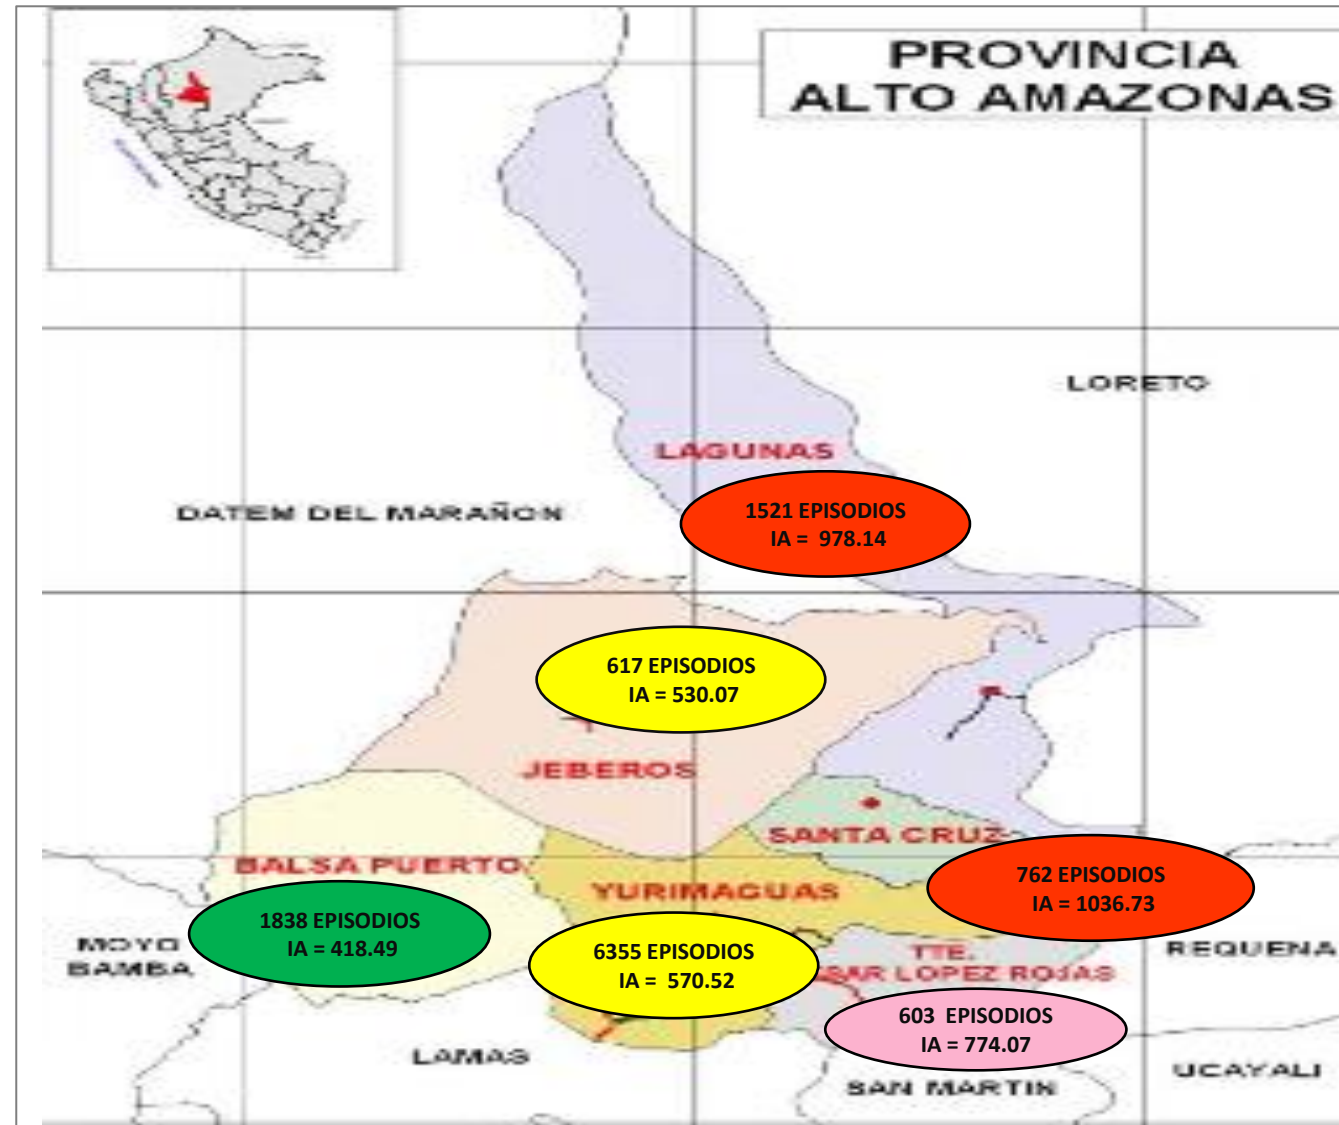 PROVINCIA
ALTO AMAZONAS
LORETO
LAGUNAS
DATEM DEL MARAÑON
1521 EPISODIOS
IA = 978.14
617 EPISODIOS
IA = 530.07
JEBEROS
SANTA CRUZ
BALSA PUERTO
YURIMAGUAS
762 EPISODIOS
IA = 1036.73
1838 EPISODIOS
IA = 418.49
MOYO
BAMBA
6355 EPISODIOS
IA = 570.52
TTE.
SAR LOPEZ ROJAS
REQUENA
603 EPISODIOS
IA = 774.07
LAMAS
SAN MARTIN
UCAYALI